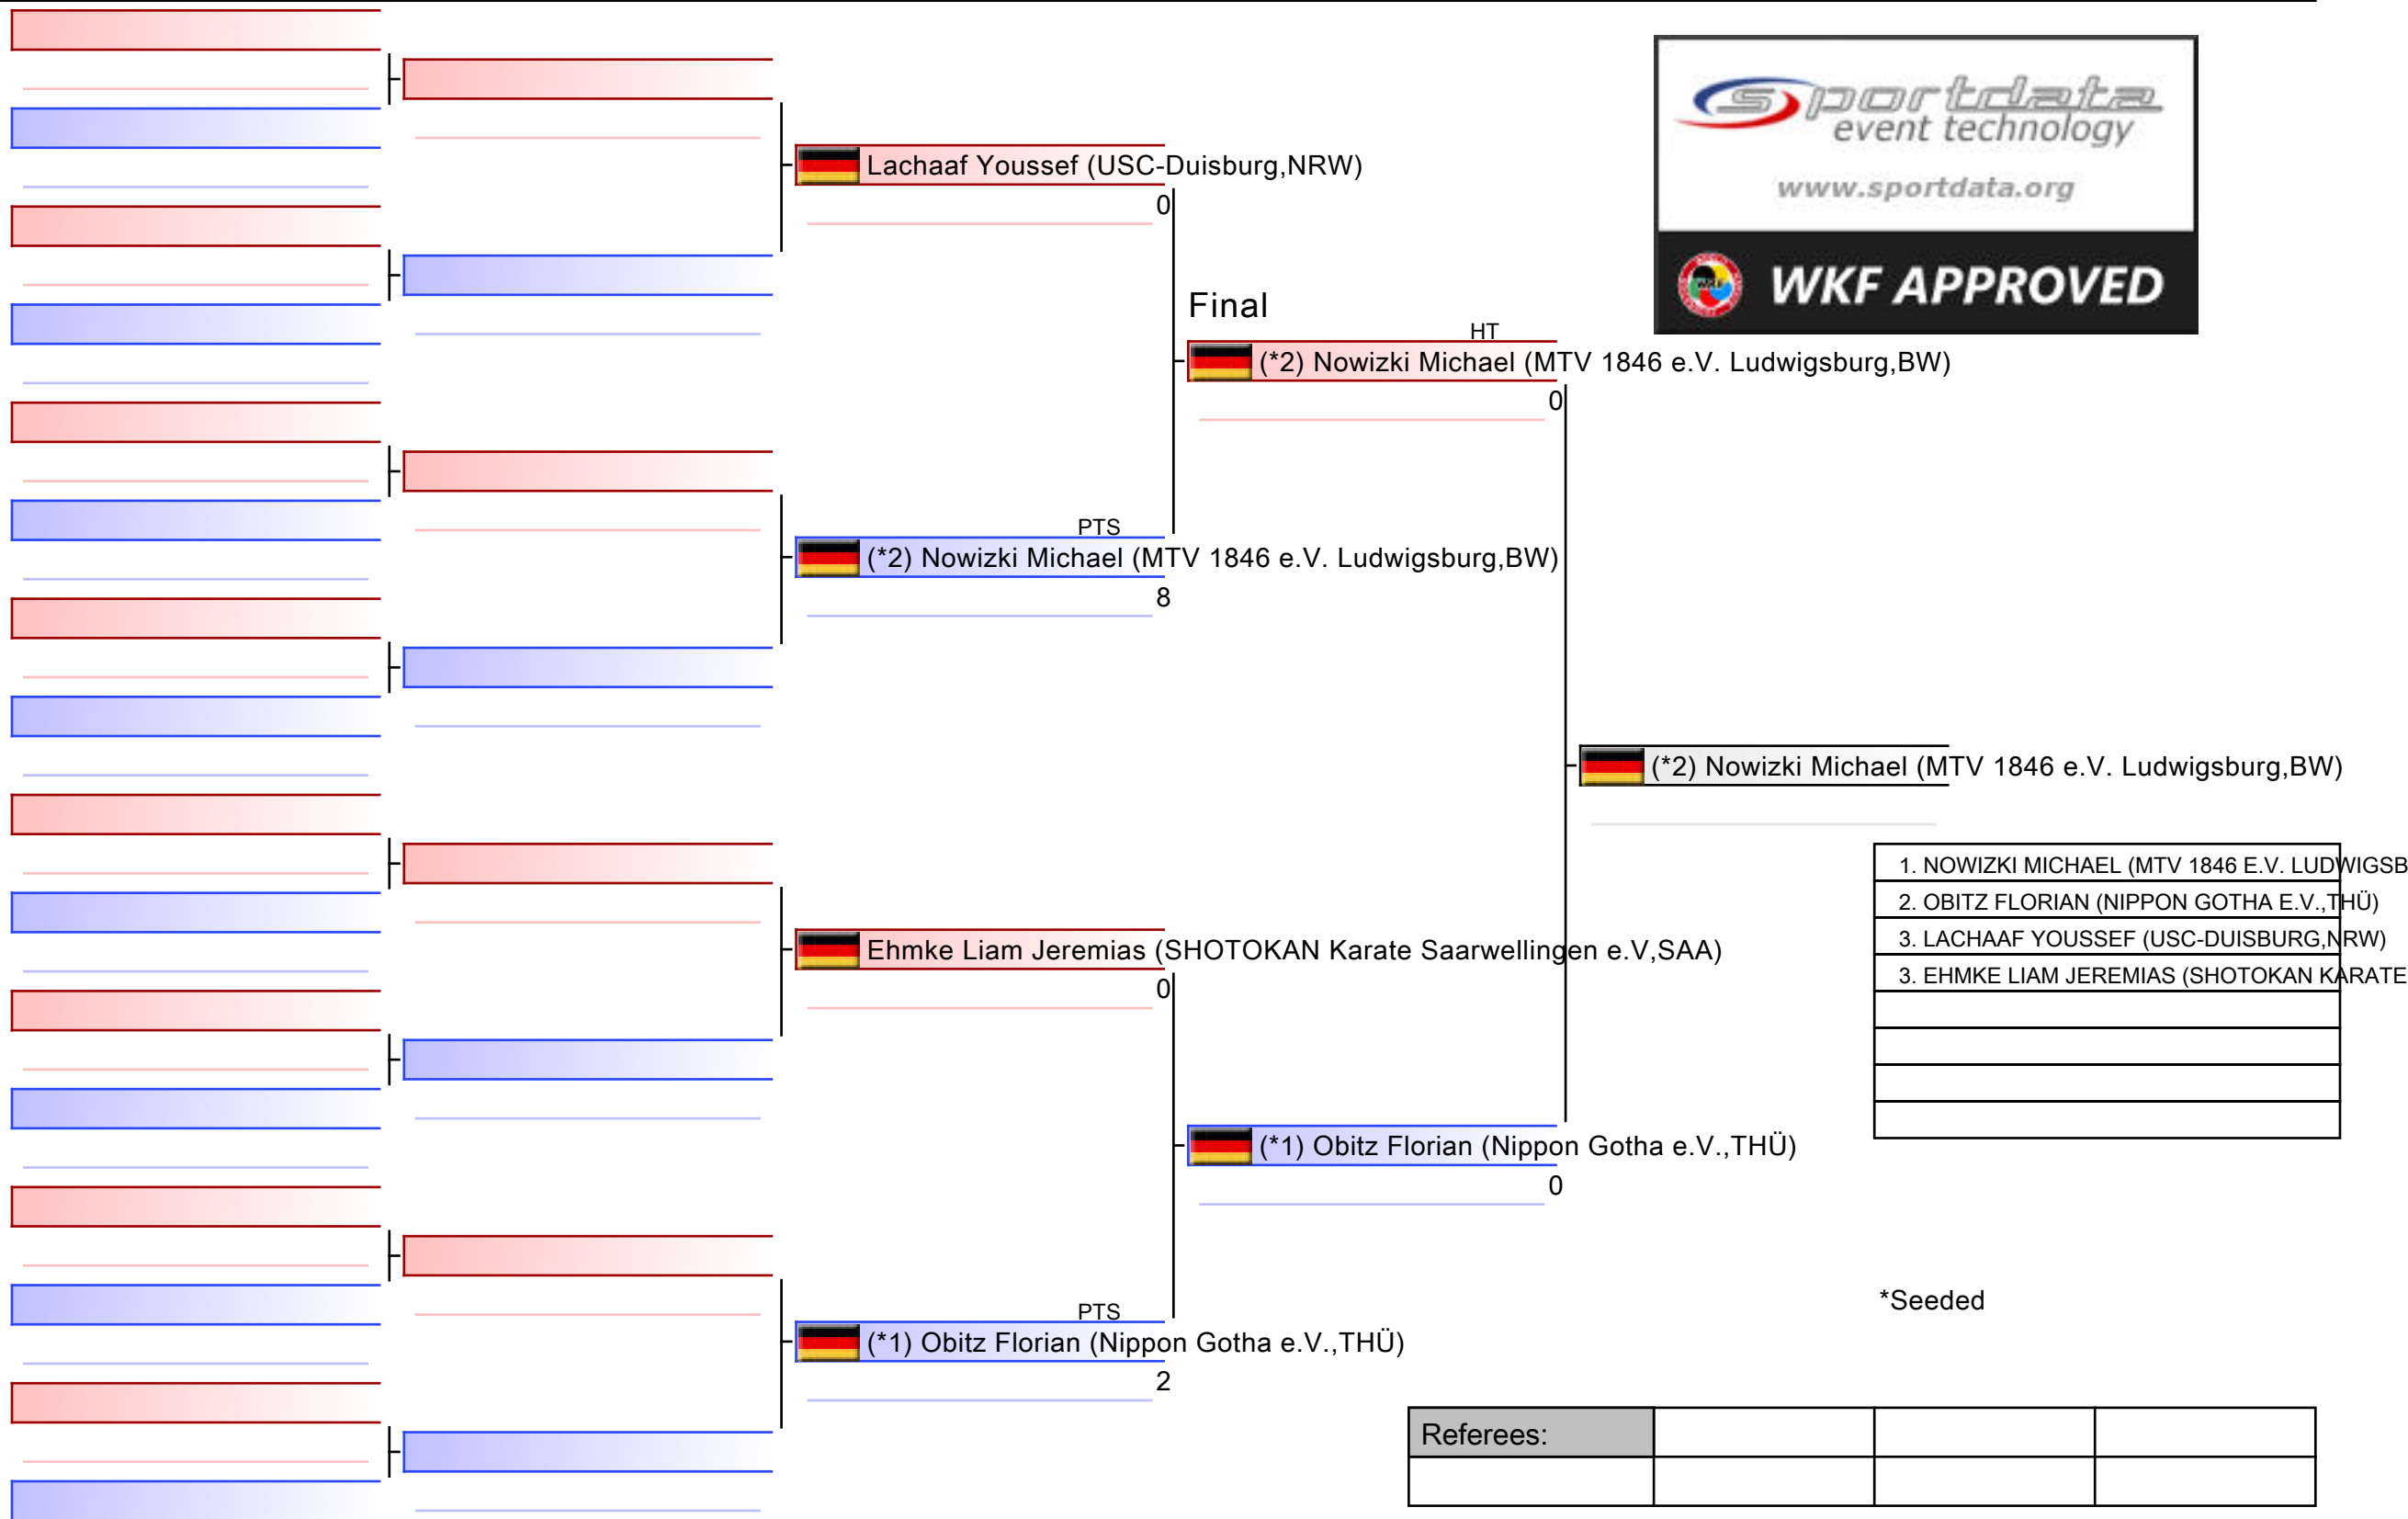 sportdata
event technology
www.sportdata.org
WKF APPROVED
Lachaaf Youssef (USC-Duisburg,NRW)
0
Final
HT
(*2) Nowizki Michael (MTV 1846 e.V. Ludwigsburg,BW)
0
PTS
(*2) Nowizki Michael (MTV 1846 e.V. Ludwigsburg,BW)
8
(*2) Nowizki Michael (MTV 1846 e.V. Ludwigsburg,BW)
1. NOWIZKI MICHAEL (MTV 1846 E.V. LUDWIGSB
2. OBITZ FLORIAN (NIPPON GOTHA E.V.,THÜ)
3. LACHAAF YOUSSEF (USC-DUISBURG,NRW)
3. EHMKE LIAM JEREMIAS (SHOTOKAN KARATE
Ehmke Liam Jeremias (SHOTOKAN Karate Saarwellingen e.V,SAA)
0
(*1) Obitz Florian (Nippon Gotha e.V.,THÜ)
0
PTS
(*1) Obitz Florian (Nippon Gotha e.V.,THÜ)
2
*Seeded
Referees: